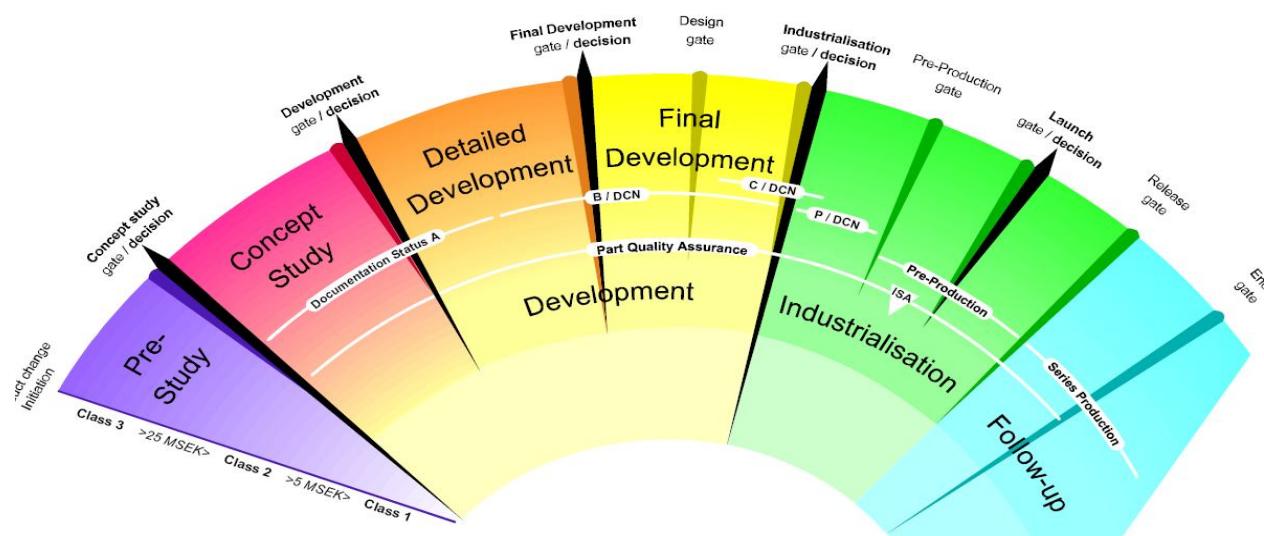 Final Development
gate / decision
Design
gate
Industrialisation
gate / decision
Pre-Production
gate
Development
gate / decision
Launch
gate / decision
Concept study
gate / decision
Release
gate
gate
Initiation
change
Pre-
Study
Concept
Study
Detailed
Development
Final
Development
Development
Industrialisation
Follow-up
Documentation Status A
B / DCN
C / DCN
P / DCN
Part Quality Assurance
Pre-Production
ISA
Series Production
Class 3
>25 MSEK>
Class 2
>5 MSEK>
Class 1